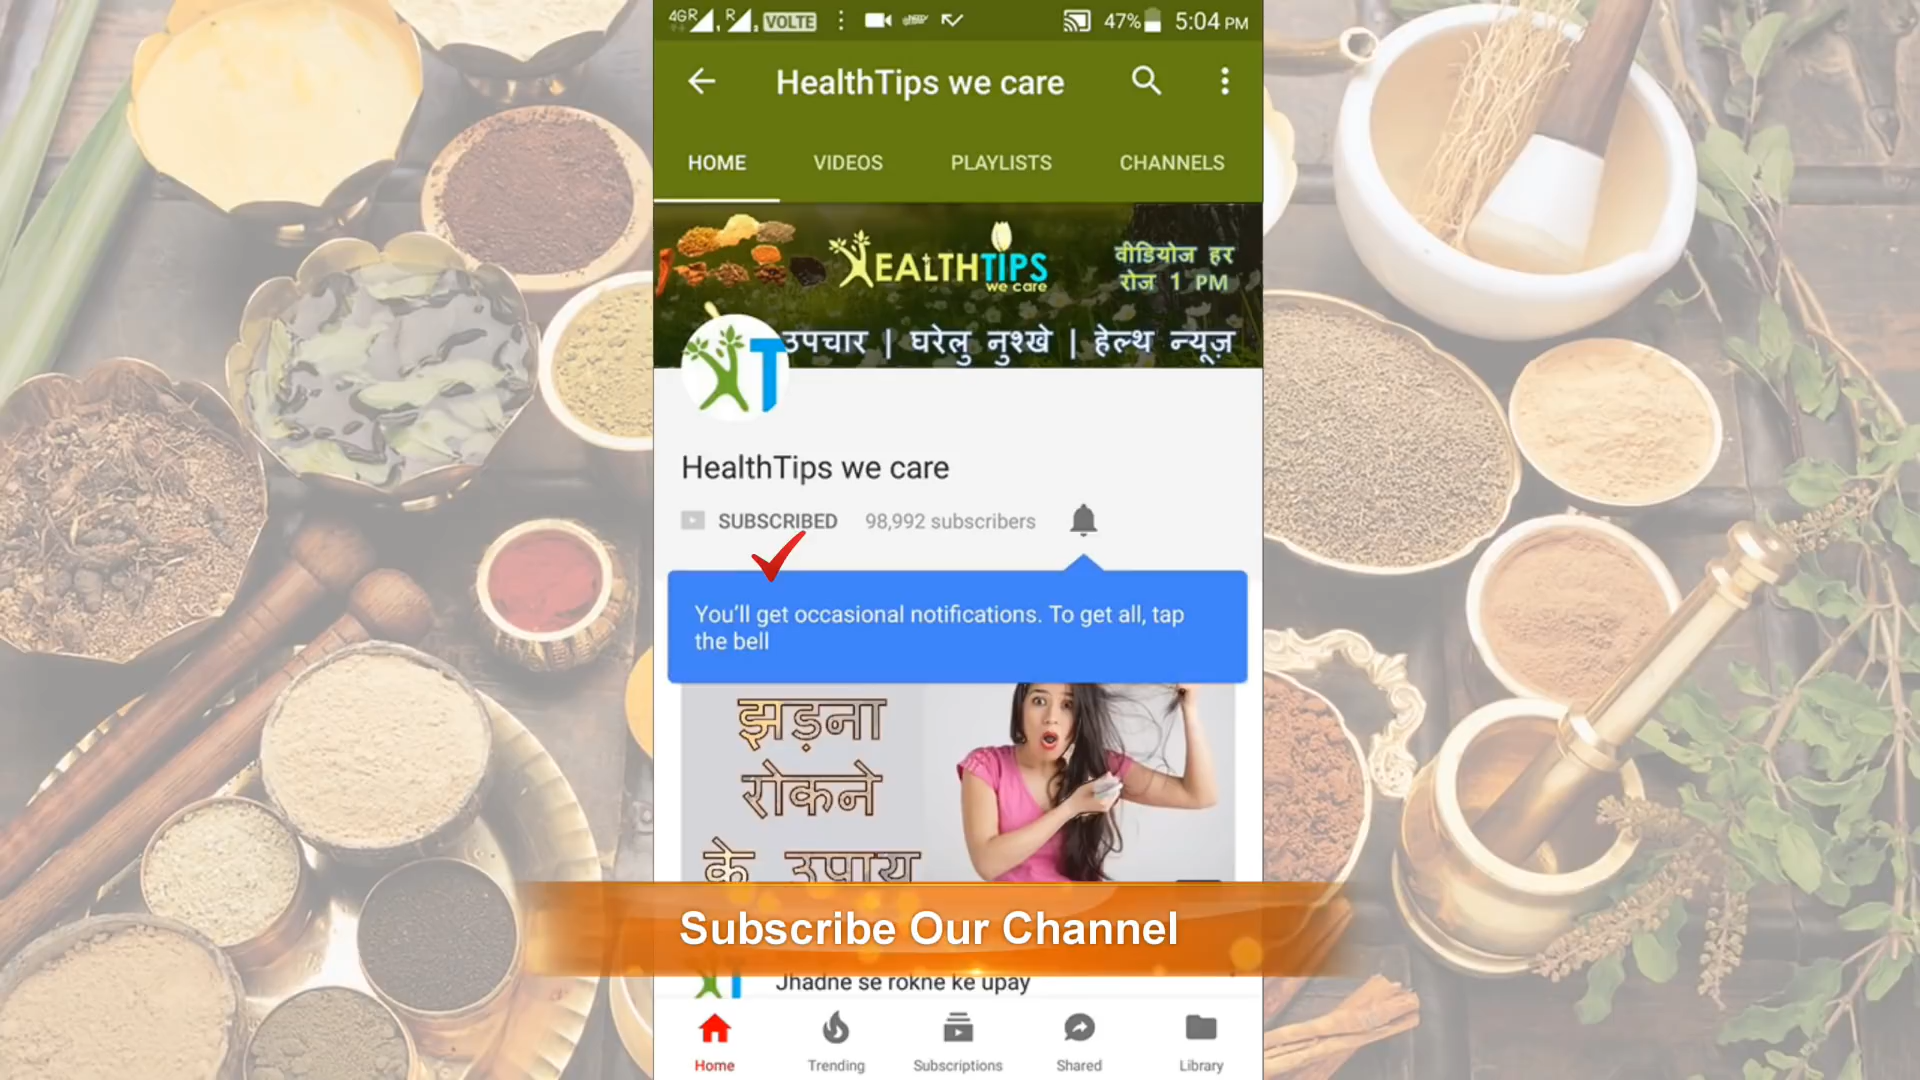 4G R R VOLTE 47% 5:04 PM
HealthTips we care
HOME VIDEOS PLAYLISTS CHANNELS
HEALTHTIPS
we care
वीडियोज हर
रोज 1 PM
उपचार | घरेलु नुश्खे | हेल्थ न्यूज़
T
HealthTips we care
SUBSCRIBED 98,992 subscribers
You'll get occasional notifications. To get all, tap
the bell
झड़ना
रोकने
के उपाय
Subscribe Our Channel
Jhadne se rokne ke upay
Home Trending Subscriptions Shared Library